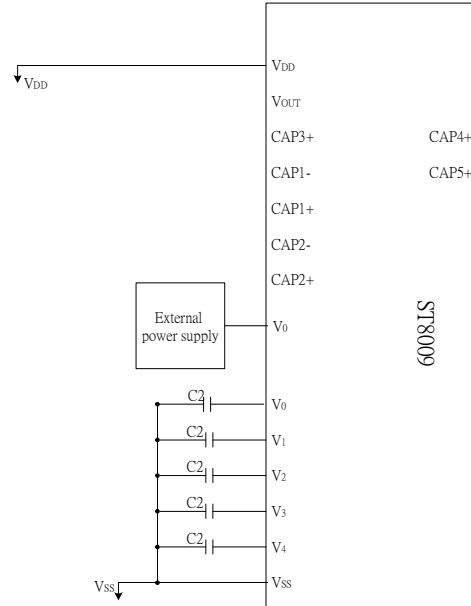 VDD
VDD
VOUT
CAP3+ CAP4+
CAP1- CAP5+
CAP1+
CAP2-
CAP2+
External
power supply
V0
ST8009
C2 V0
C2 V1
C2 V2
C2 V3
C2 V4
VSS VSS